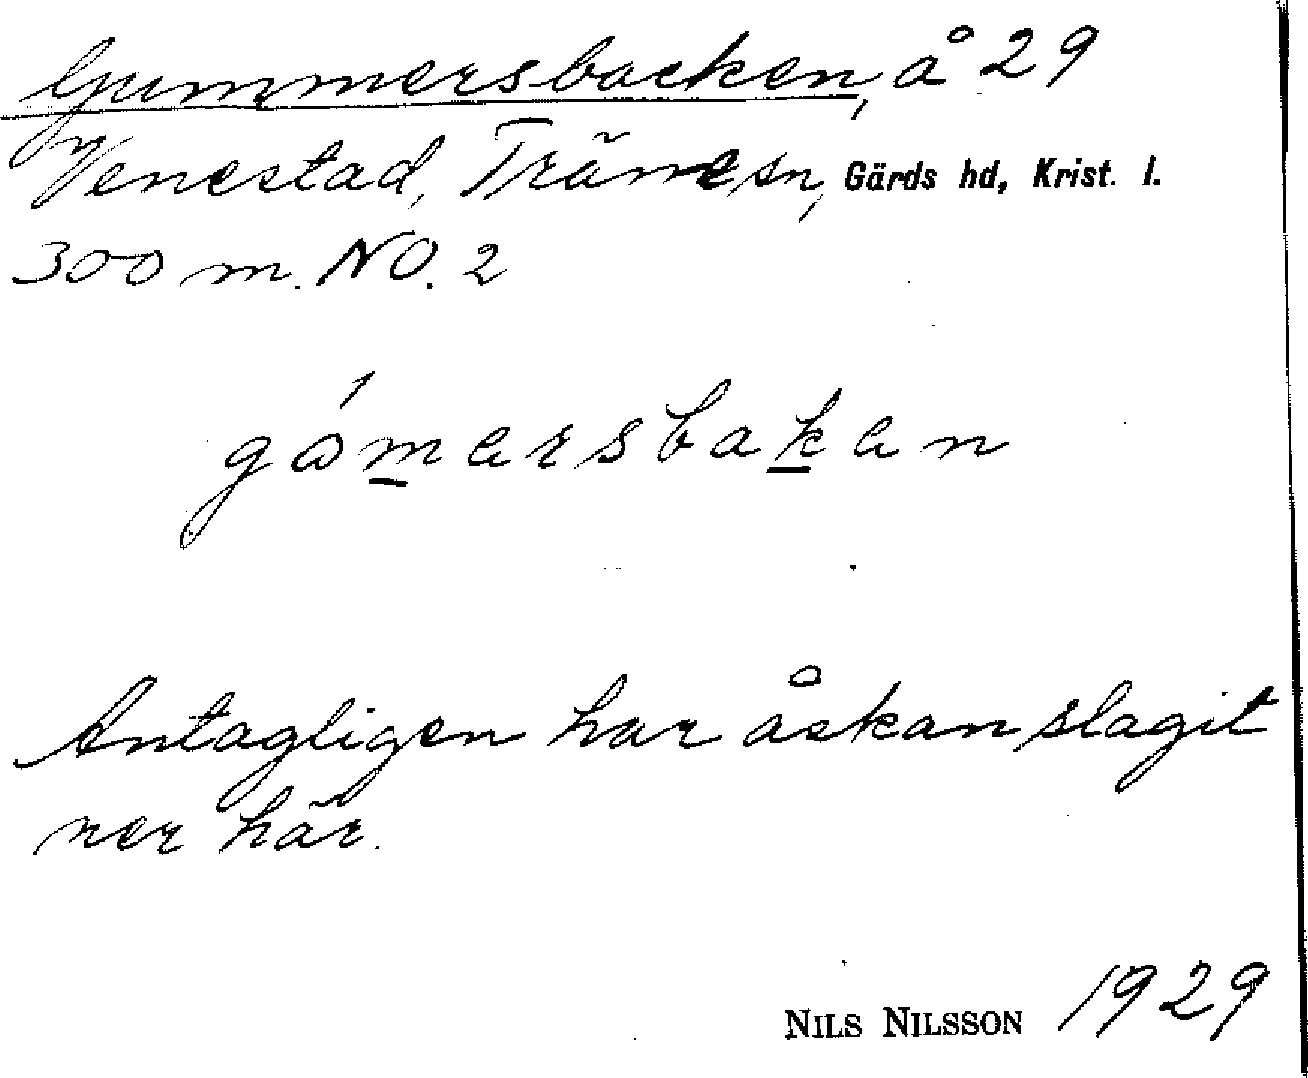 Gummersbacken, å 29
Venestad, Träne sn, Gärds hd, Krist. l.
300 m. NO. 2
gómersbaken
Antagligen har åskan slagit
ner här.
NILS NILSSON 1929